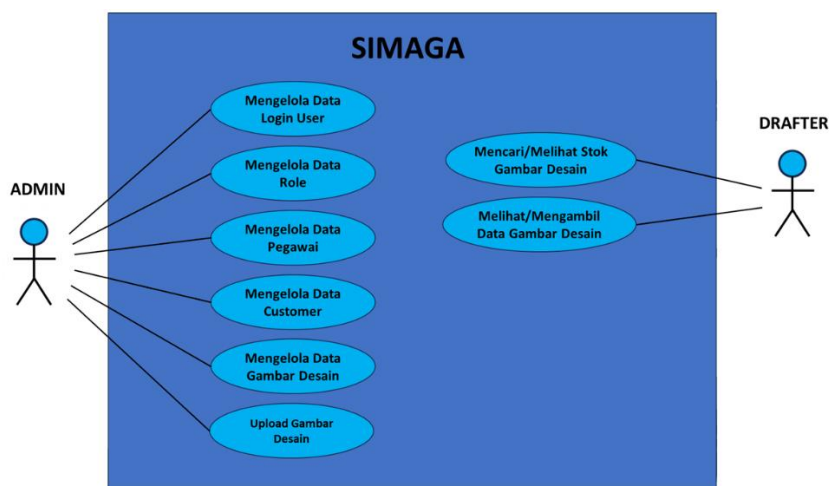 SIMAGA
ADMIN
Mengelola Data
Login User
Mengelola Data
Role
Mengelola Data
Pegawai
Mengelola Data
Customer
Mengelola Data
Gambar Desain
Upload Gambar
Desain
DRAFTER
Mencari/Melihat Stok
Gambar Desain
Melihat/Mengambil
Data Gambar Desain